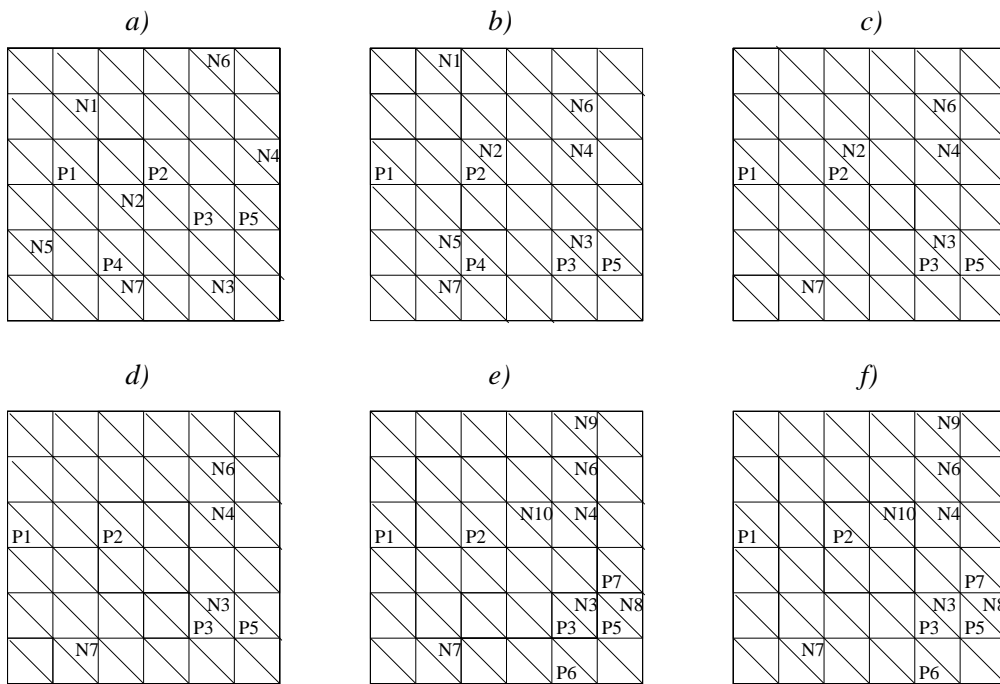 a) b) c)
N6 N1
N1 N6 N6
N4 N2 N4 N2 N4
P1 P2 P1 P2 P1 P2
N2
P3 P5
N5 N5 N3 N3
P4 P4 P3 P5 P3 P5
N7 N3 N7 N7
d) e) f)
N9 N9
N6 N6 N6
N4 N10 N4 N10 N4
P1 P2 P1 P2 P1 P2
P7 P7
N3 N3 N8 N3 N8
P3 P5 P3 P5 P3 P5
N7 N7 N7
P6 P6